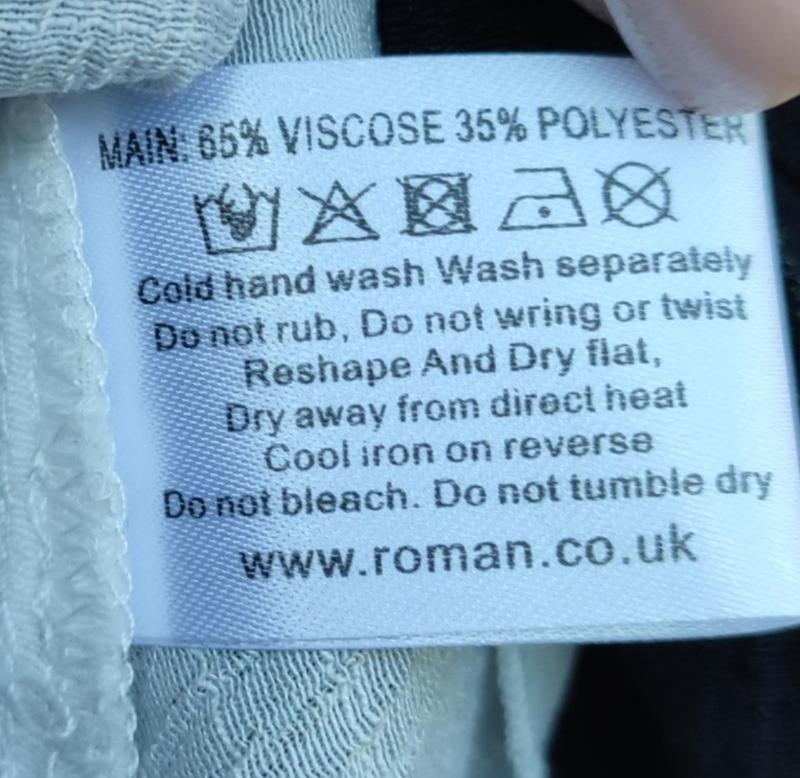 MAIN: 65% VISCOSE 35% POLYESTER
Cold hand wash Wash separately
Do not rub, Do not wring or twist
Reshape And Dry flat,
Dry away from direct heat
Cool iron on reverse
Do not bleach. Do not tumble dry
www.roman.co.uk